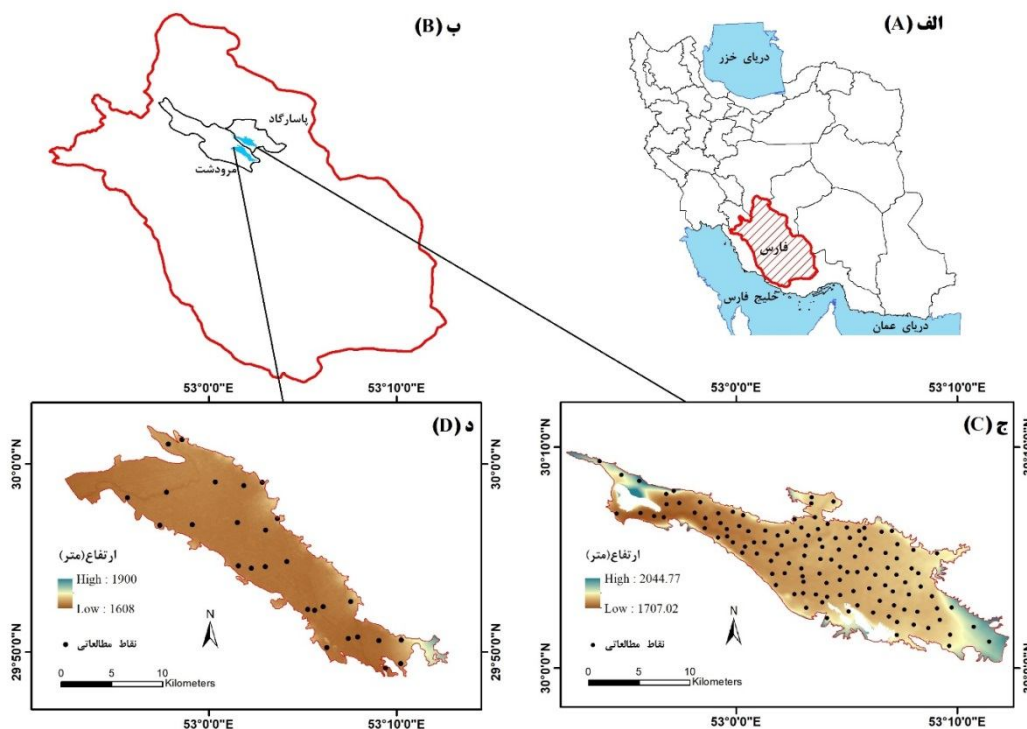 الف (A)
دریای خزر
فارس
خلیج فارس
دریای عمان
ب (B)
پاسارگاد
مرودشت
53°0'0"E
53°10'0"E
53°0'0"E
53°10'0"E
ج (C)
30°10'0"N
30°0'0"N
30°0'0"N
ارتفاع (متر)
High : 2044.77
Low : 1707.02
نقاط مطالعاتی
N
0 5 10
Kilometers
53°0'0"E
53°10'0"E
د (D)
30°0'0"N
30°0'0"N
29°50'0"N
29°50'0"N
ارتفاع(متر)
High : 1900
Low : 1608
نقاط مطالعاتی
N
0 5 10
Kilometers
53°0'0"E
53°10'0"E